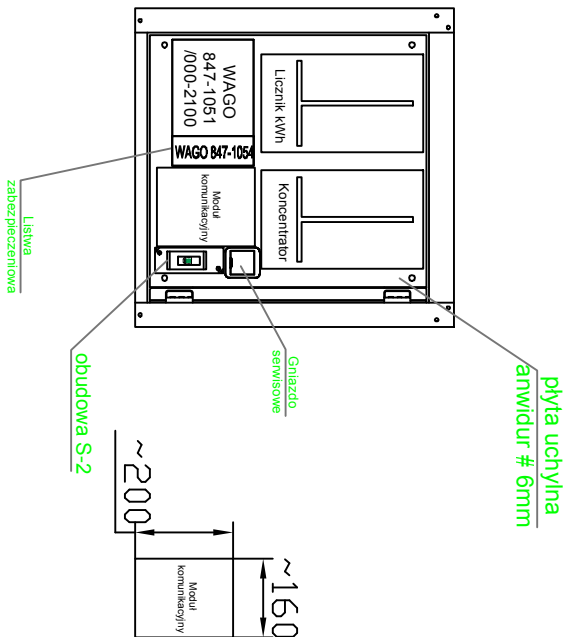 płyta uchylna
anwidur # 6mm
Licznik kWh
Koncentrator
WAGO
847-1051
/000-2100
WAGO 847-1054
Moduł
komunikacyjny
Gniazdo
serwisowe
Listwa
zabezpieczeniowa
obudowa S-2
~200
~160
Moduł
komunikacyjny